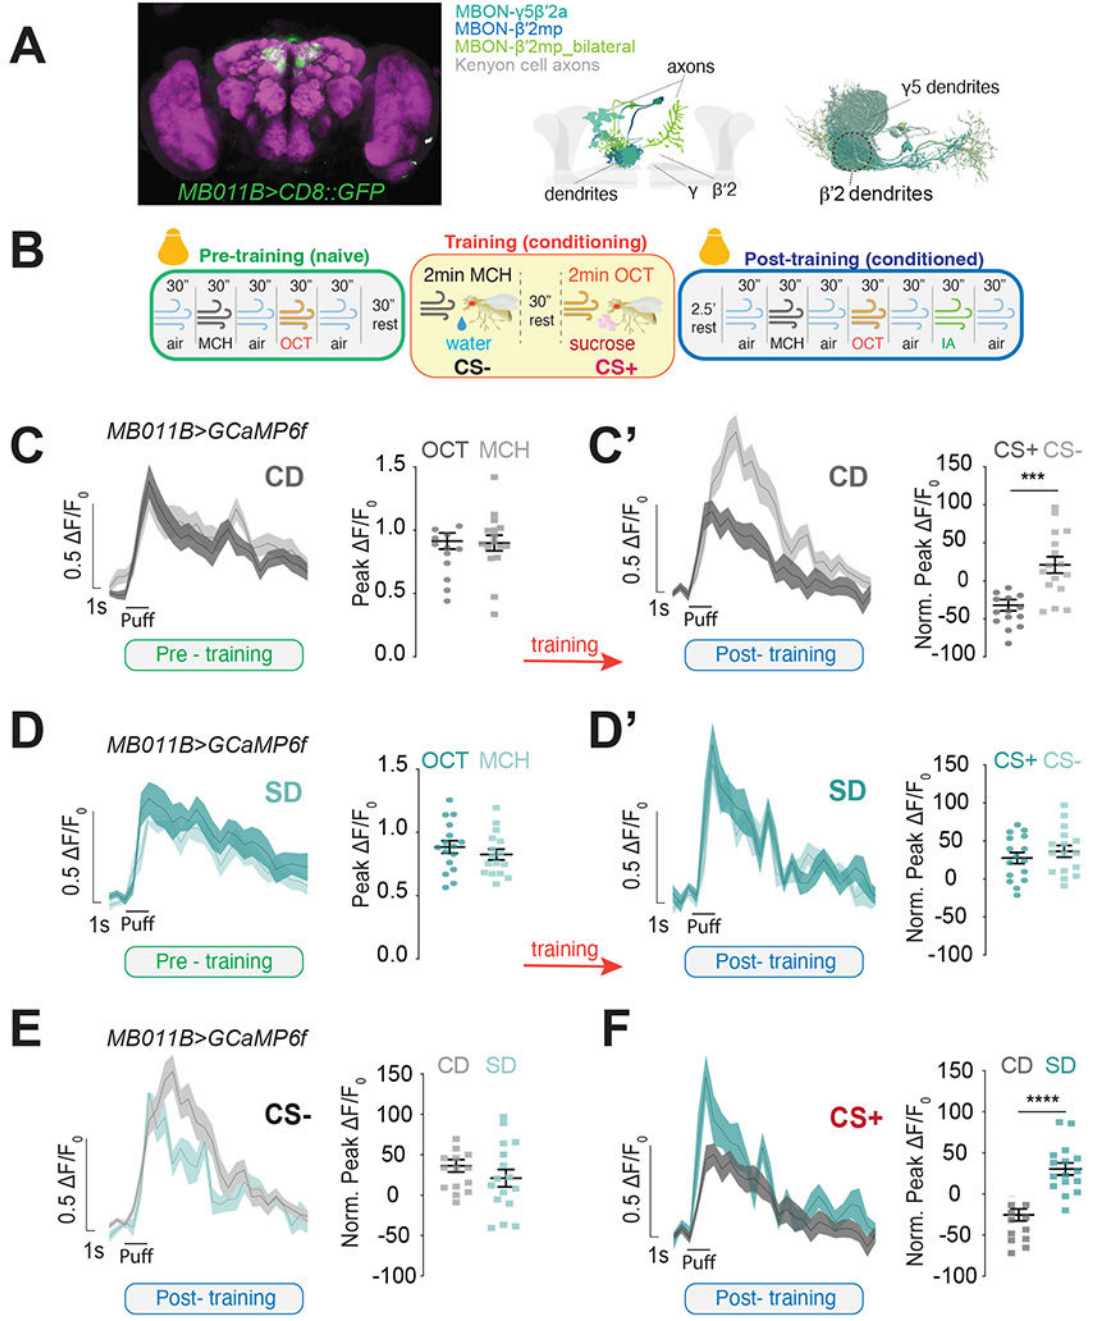 A
MB011B>CD8::GFP
MBON-γ5β'2a
MBON-β'2mp
MBON-β'2mp_bilateral
Kenyon cell axons
axons
dendrites
γ
β'2
γ5 dendrites
β'2 dendrites
B
Pre-training (naive)
30" 30" 30" 30" 30"
30"
rest
air MCH air OCT air
Training (conditioning)
2min MCH
2min OCT
30"
rest
water
sucrose
CS-
CS+
Post-training (conditioned)
30" 30" 30" 30" 30" 30" 30"
2.5'
rest
air MCH air OCT air IA air
C
MB011B>GCaMP6f
CD
0.5 ΔF/F0
1s
Puff
Pre - training
OCT MCH
Peak ΔF/F0
1.5
1.0
0.5
0.0
training
C'
CD
0.5 ΔF/F0
1s
Puff
Post- training
CS+ CS-
***
Norm. Peak ΔF/F0
150
100
50
0
-50
-100
D
MB011B>GCaMP6f
SD
0.5 ΔF/F0
1s
Puff
Pre - training
OCT MCH
Peak ΔF/F0
1.5
1.0
0.5
0.0
training
D'
SD
0.5 ΔF/F0
1s
Puff
Post- training
CS+ CS-
Norm. Peak ΔF/F0
150
100
50
0
-50
-100
E
MB011B>GCaMP6f
CS-
0.5 ΔF/F0
1s
Puff
Post- training
CD SD
Norm. Peak ΔF/F0
150
100
50
0
-50
-100
F
CS+
0.5 ΔF/F0
1s
Puff
Post- training
CD SD
****
Norm. Peak ΔF/F0
150
100
50
0
-50
-100